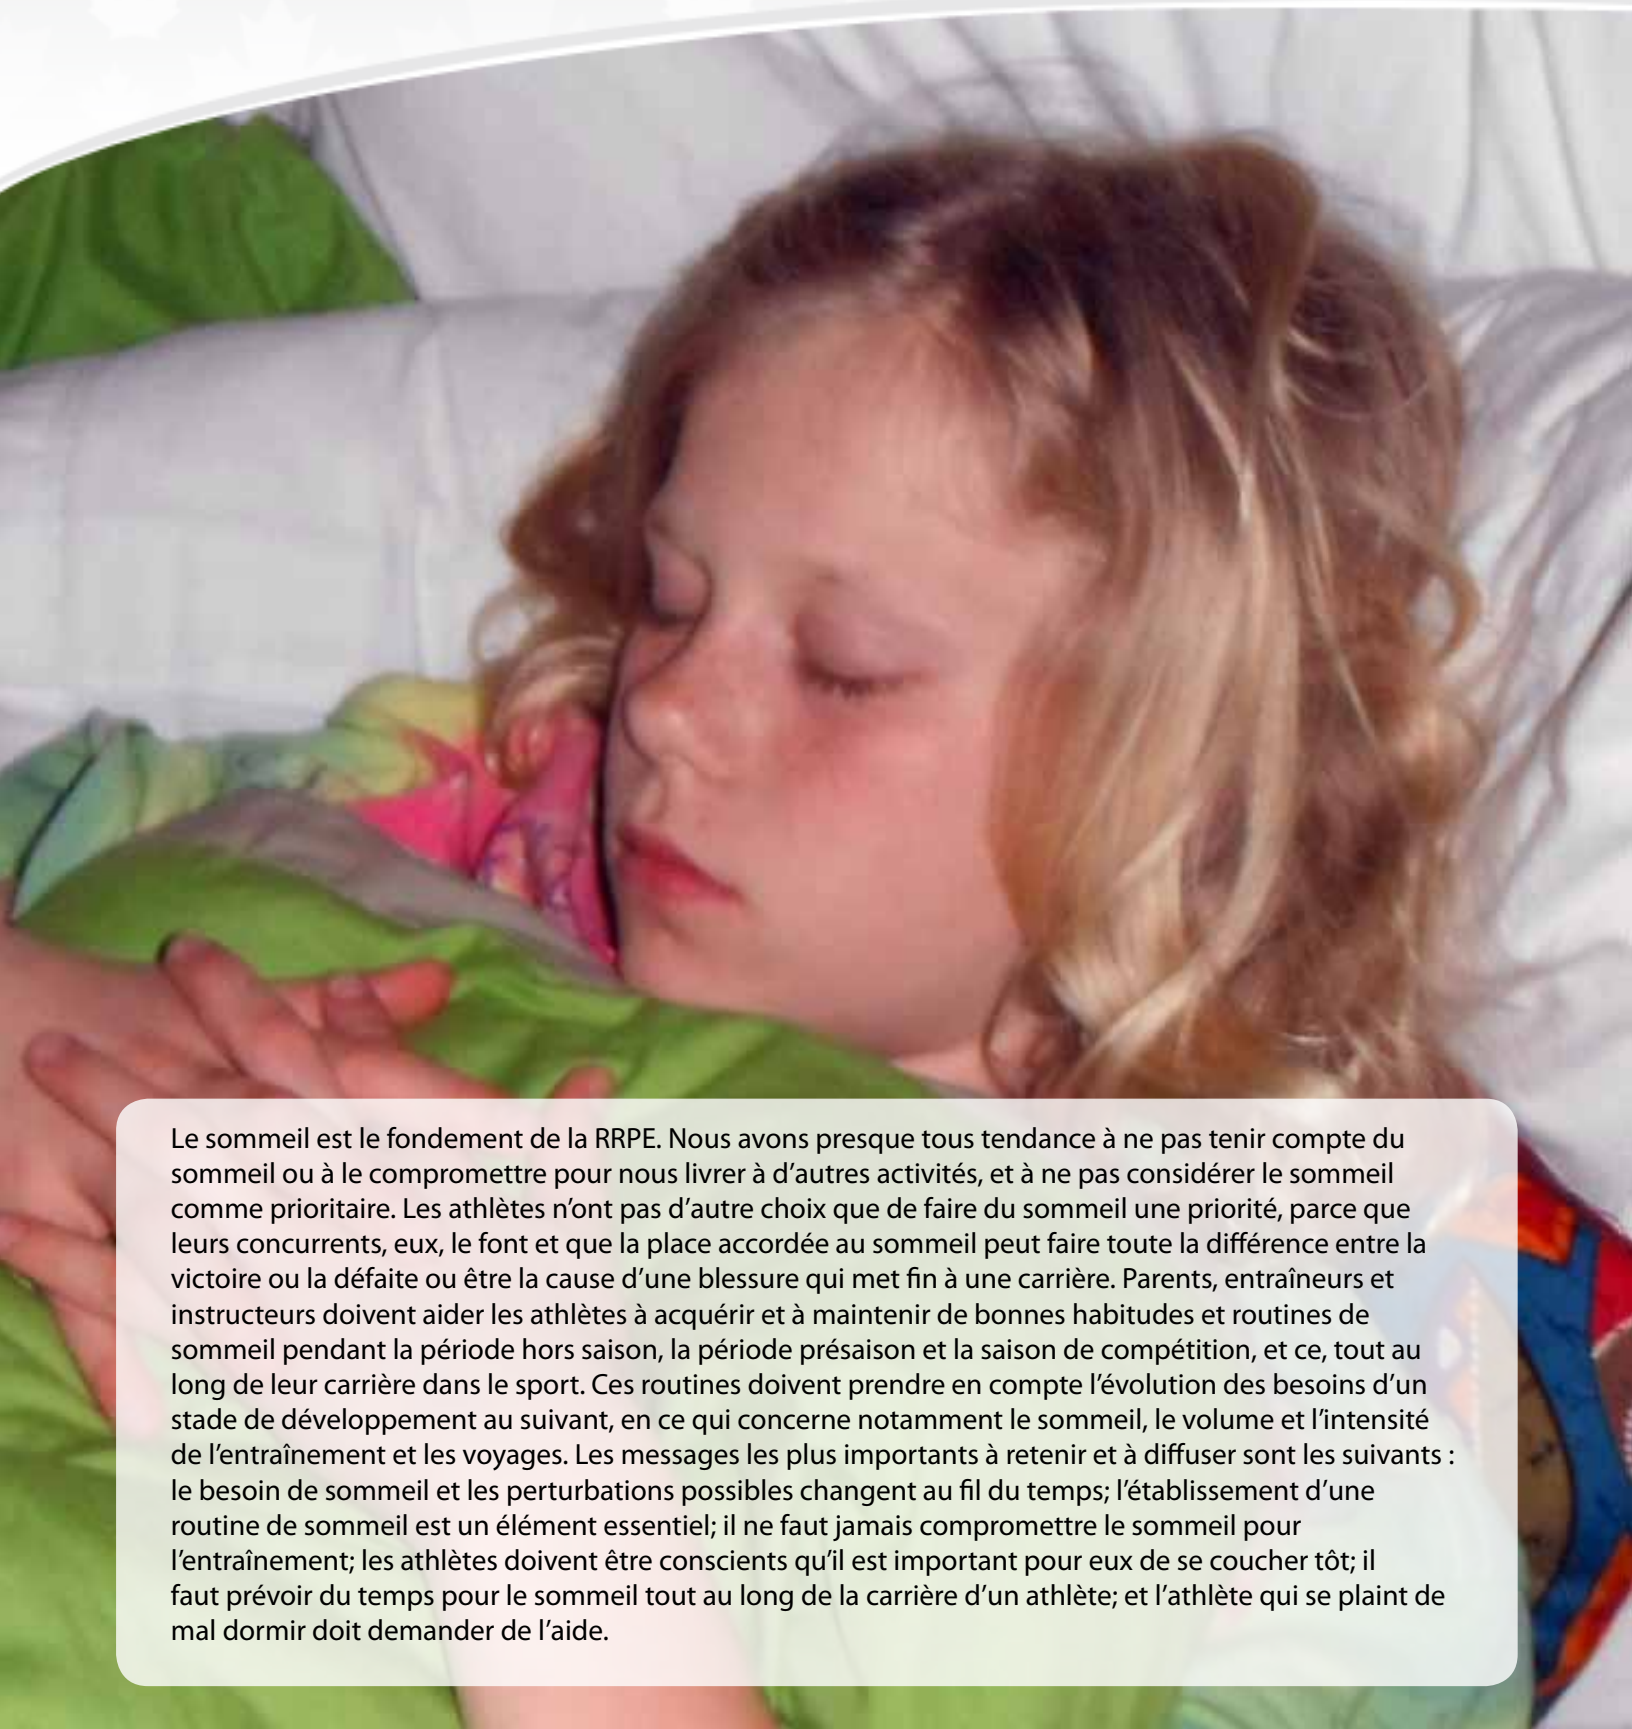 Le sommeil est le fondement de la RRPE. Nous avons presque tous tendance à ne pas tenir compte du
sommeil ou à le compromettre pour nous livrer à d’autres activités, et à ne pas considérer le sommeil
comme prioritaire. Les athlètes n’ont pas d’autre choix que de faire du sommeil une priorité, parce que
leurs concurrents, eux, le font et que la place accordée au sommeil peut faire toute la différence entre la
victoire ou la défaite ou être la cause d’une blessure qui met fin à une carrière. Parents, entraîneurs et
instructeurs doivent aider les athlètes à acquérir et à maintenir de bonnes habitudes et routines de
sommeil pendant la période hors saison, la période présaison et la saison de compétition, et ce, tout au
long de leur carrière dans le sport. Ces routines doivent prendre en compte l’évolution des besoins d’un
stade de développement au suivant, en ce qui concerne notamment le sommeil, le volume et l’intensité
de l’entraînement et les voyages. Les messages les plus importants à retenir et à diffuser sont les suivants :
le besoin de sommeil et les perturbations possibles changent au fil du temps; l’établissement d’une
routine de sommeil est un élément essentiel; il ne faut jamais compromettre le sommeil pour
l’entraînement; les athlètes doivent être conscients qu’il est important pour eux de se coucher tôt; il
faut prévoir du temps pour le sommeil tout au long de la carrière d’un athlète; et l’athlète qui se plaint de
mal dormir doit demander de l’aide.